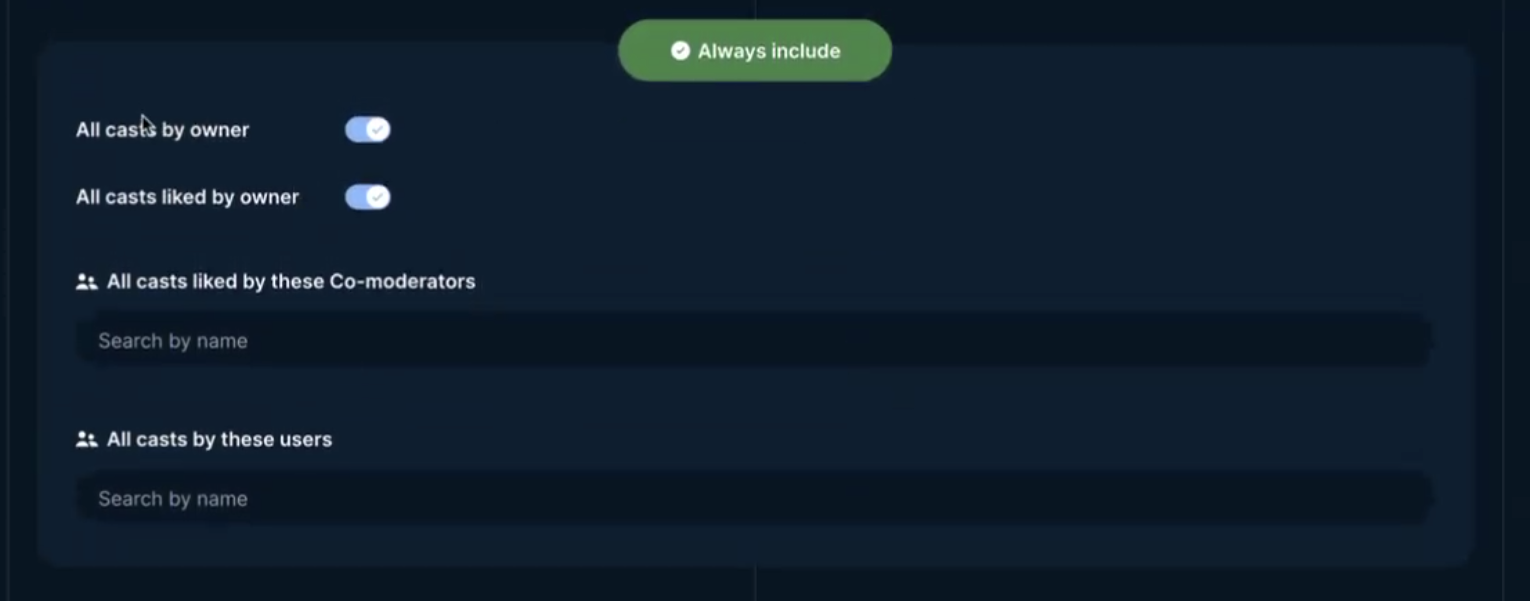 Always include
All casts by owner
All casts liked by owner
All casts liked by these Co-moderators
Search by name
All casts by these users
Search by name